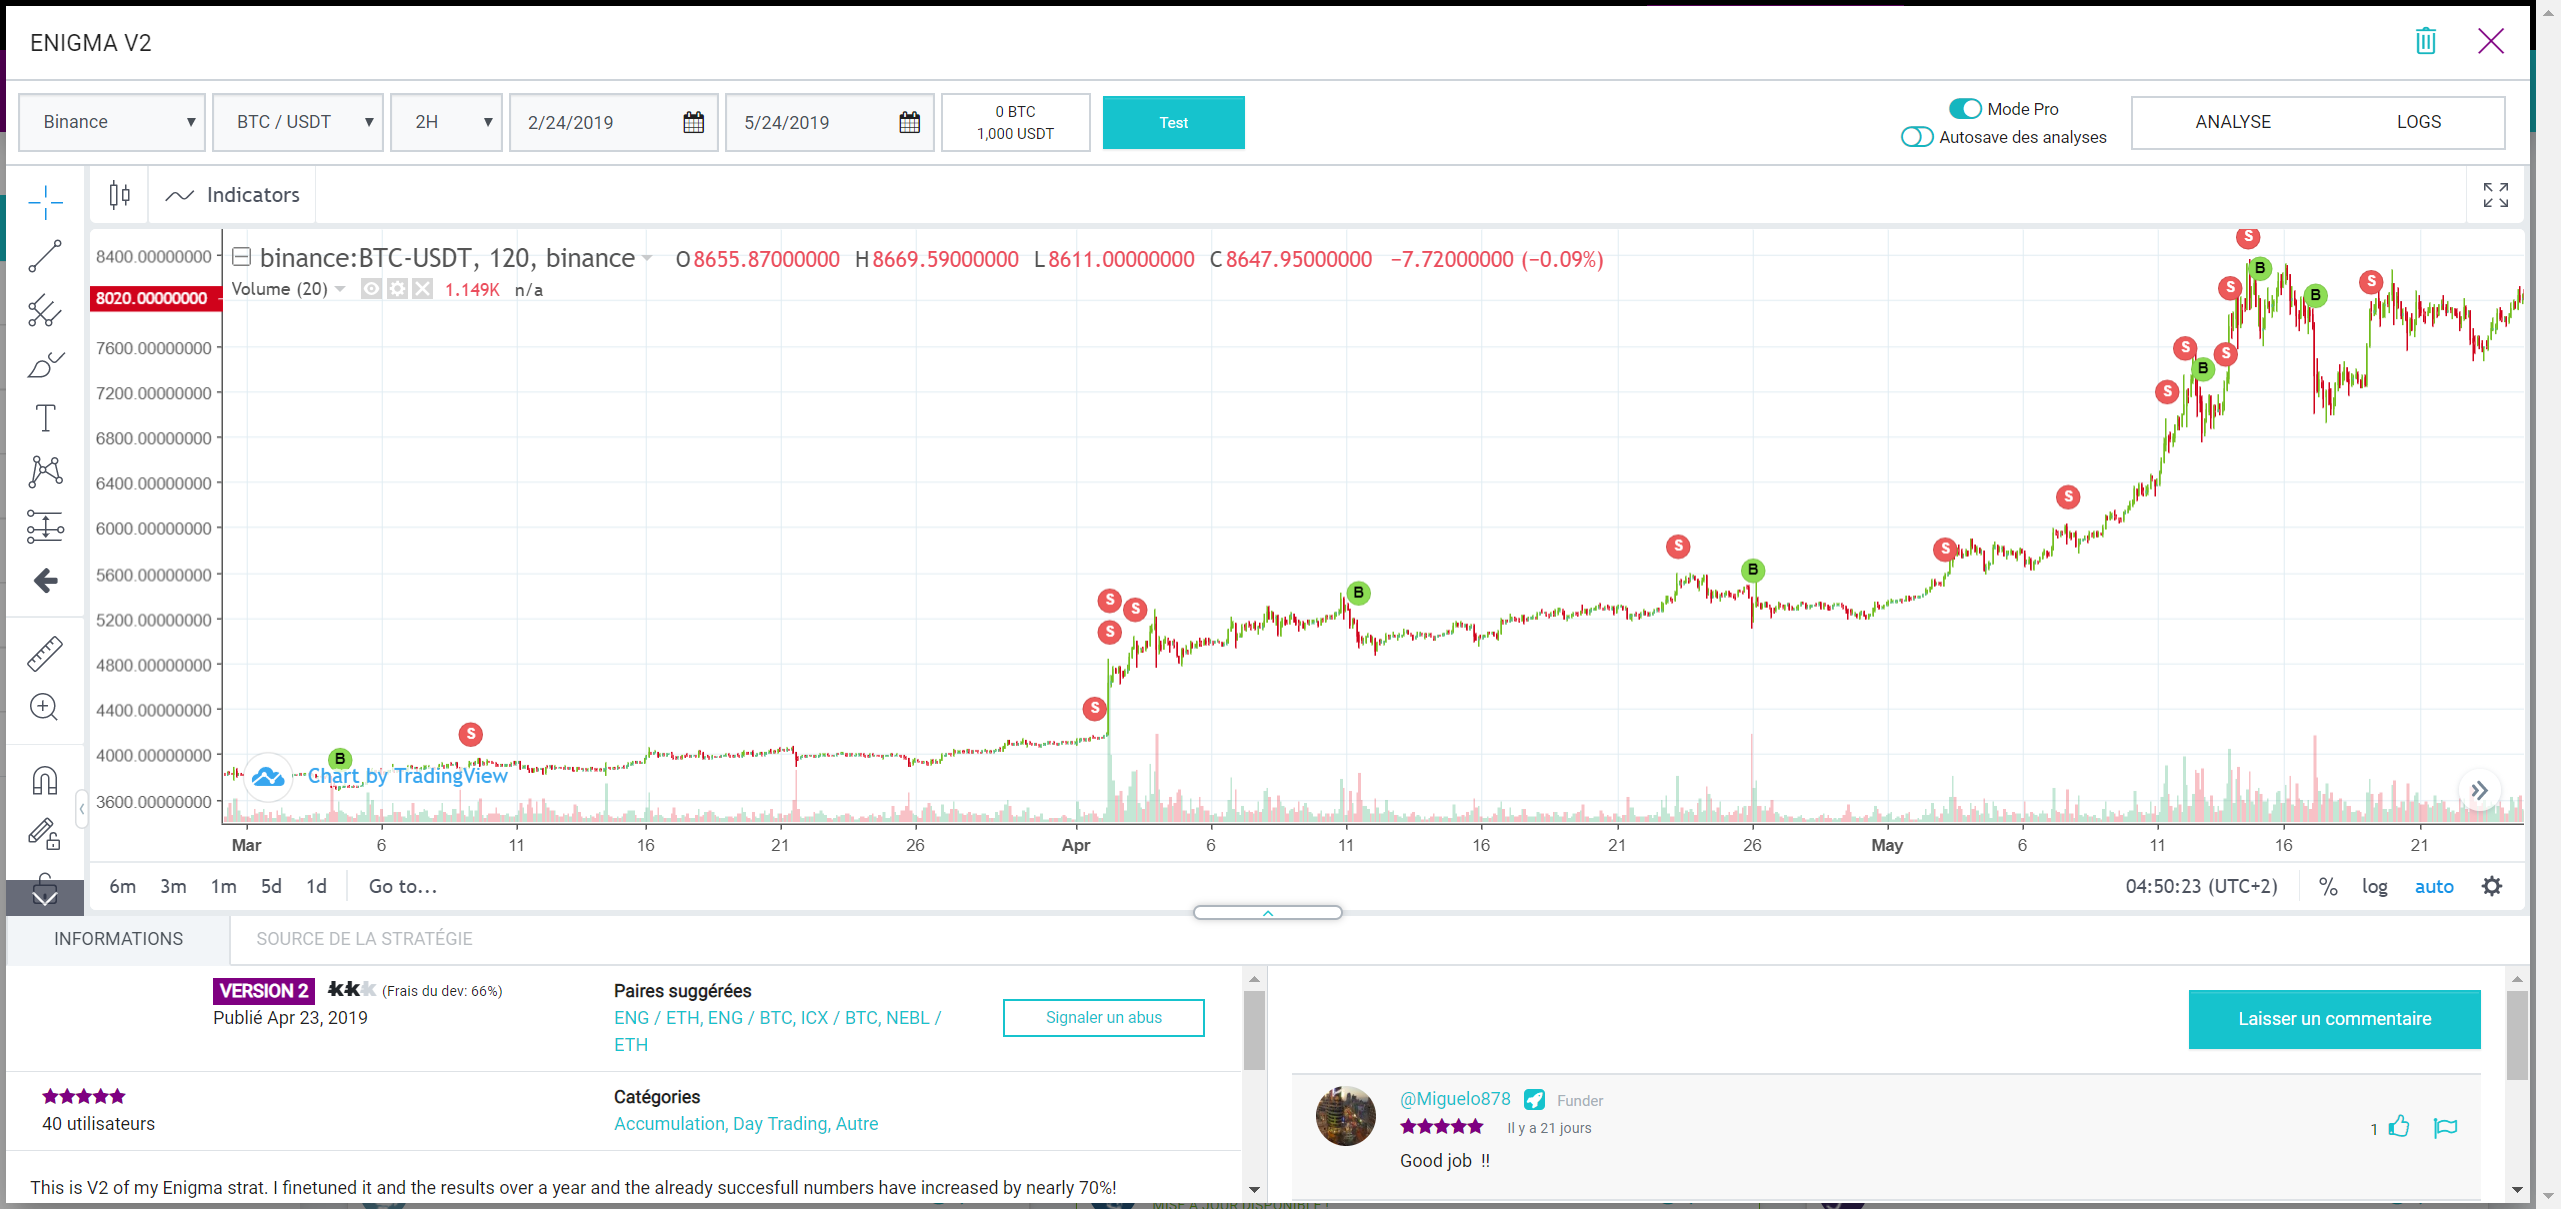 ENIGMA V2
Binance
BTC / USDT
2H
2/24/2019
5/24/2019
0 BTC
1,000 USDT
Test
Mode Pro
Autosave des analyses
ANALYSE
LOGS
Indicators
binance:BTC-USDT, 120, binance O8655.87000000 H8669.59000000 L8611.00000000 C8647.95000000 −7.72000000 (−0.09%)
Volume (20) 1.149K n/a
8400.00000000
8020.00000000
7600.00000000
7200.00000000
6800.00000000
6400.00000000
6000.00000000
5600.00000000
5200.00000000
4800.00000000
4400.00000000
4000.00000000
3600.00000000
B
S
S
S
S
S
B
S
B
S
S
S
S
B
S
S
S
B
B
S
Chart by TradingView
Mar 6 11 16 21 26 Apr 6 11 16 21 26 May 6 11 16 21
6m 3m 1m 5d 1d Go to...
04:50:23 (UTC+2) % log auto
INFORMATIONS
SOURCE DE LA STRATÉGIE
VERSION 2 (Frais du dev: 66%)
Publié Apr 23, 2019
Paires suggérées
ENG / ETH, ENG / BTC, ICX / BTC, NEBL /
ETH
Signaler un abus
40 utilisateurs
Catégories
Accumulation, Day Trading, Autre
This is V2 of my Enigma strat. I finetuned it and the results over a year and the already succesfull numbers have increased by nearly 70%!
Laisser un commentaire
@Miguelo878 Funder
Il y a 21 jours
1
Good job !!
MISE À JOUR DISPONIBLE !